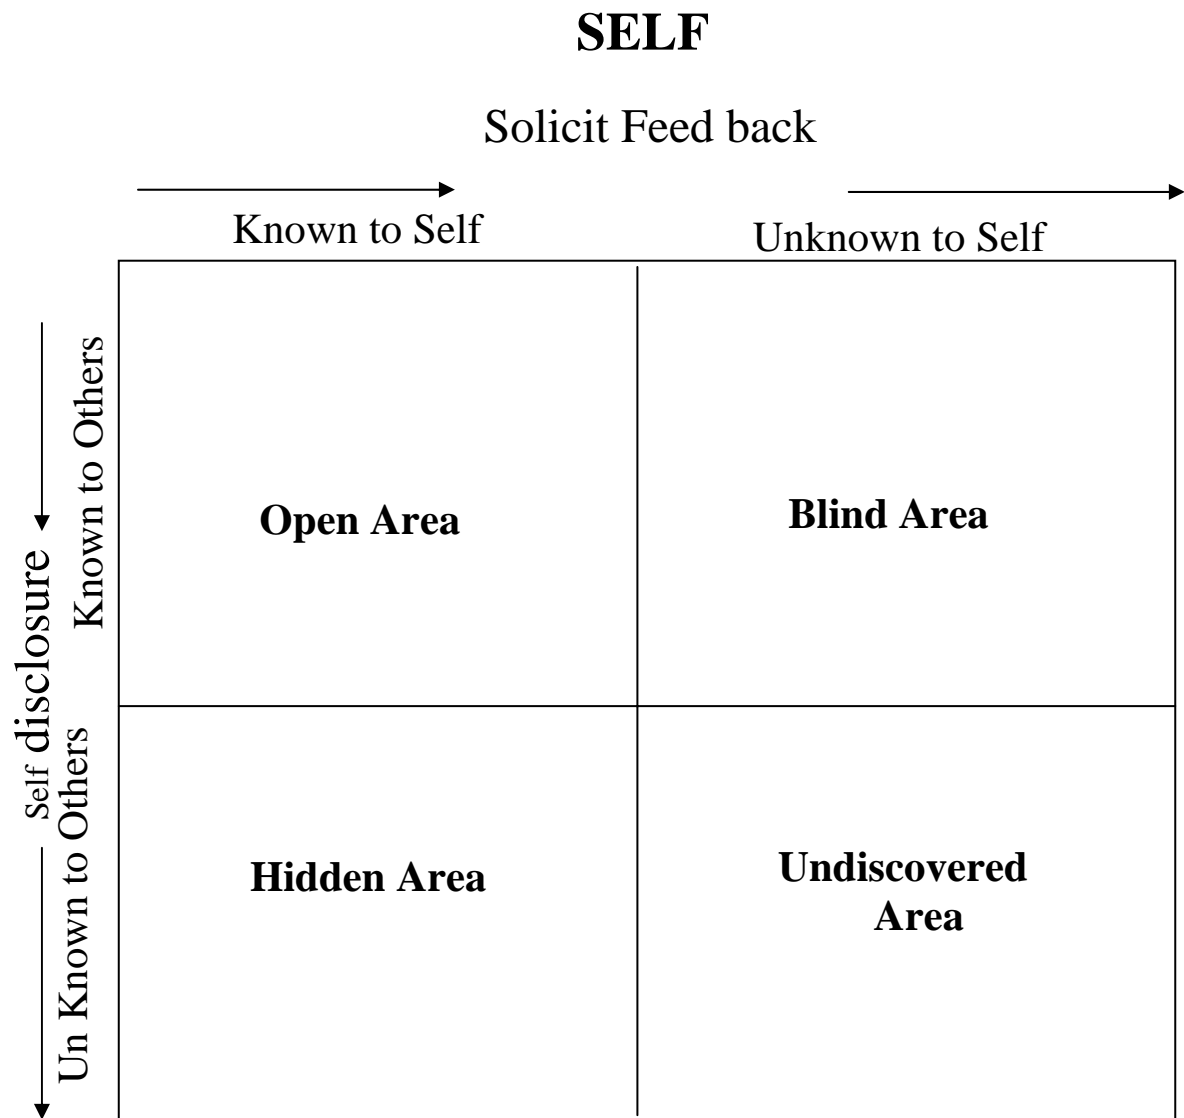 SELF
Solicit Feed back
Known to Self
Unknown to Self
Known to Others
Open Area
Blind Area
Self disclosure
Un Known to Others
Hidden Area
Undiscovered
Area